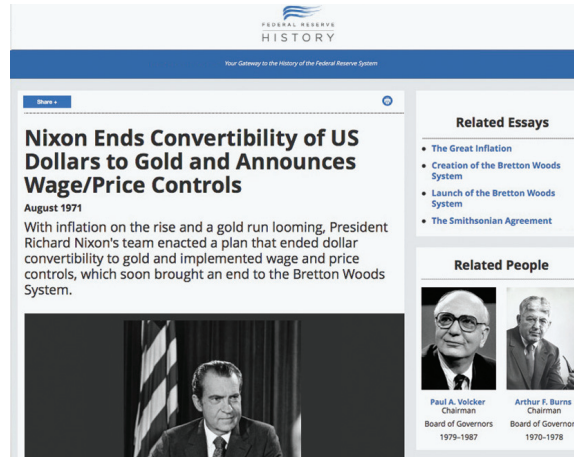 FEDERAL RESERVE
HISTORY
Your Gateway to the History of the Federal Reserve System
Share +
Nixon Ends Convertibility of US
Dollars to Gold and Announces
Wage/Price Controls
August 1971
With inflation on the rise and a gold run looming, President
Richard Nixon's team enacted a plan that ended dollar
convertibility to gold and implemented wage and price
controls, which soon brought an end to the Bretton Woods
System.
Related Essays
• The Great Inflation
• Creation of the Bretton Woods
System
• Launch of the Bretton Woods
System
• The Smithsonian Agreement
Related People
Paul A. Volcker
Chairman
Board of Governors
1979–1987
Arthur F. Burns
Chairman
Board of Governors
1970–1978